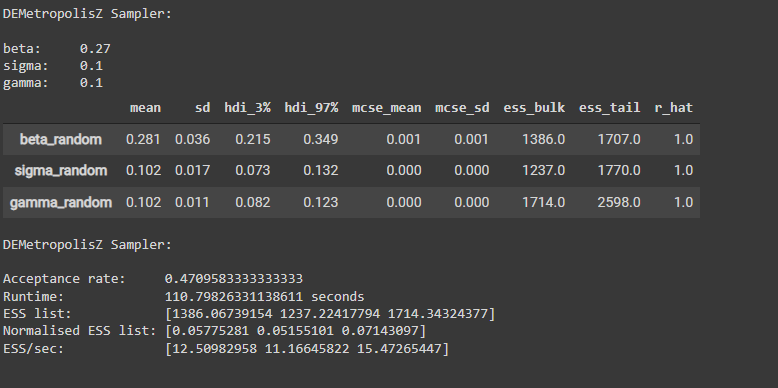 DEMetropolisZ Sampler:
beta: 0.27
sigma: 0.1
gamma: 0.1
mean sd hdi_3% hdi_97% mcse_mean mcse_sd ess_bulk ess_tail r_hat
beta_random 0.281 0.036 0.215 0.349 0.001 0.001 1386.0 1707.0 1.0
sigma_random 0.102 0.017 0.073 0.132 0.000 0.000 1237.0 1770.0 1.0
gamma_random 0.102 0.011 0.082 0.123 0.000 0.000 1714.0 2598.0 1.0
DEMetropolisZ Sampler:
Acceptance rate: 0.4709583333333333
Runtime: 110.79826331138611 seconds
ESS list: [1386.06739154 1237.22417794 1714.34324377]
Normalised ESS list: [0.05775281 0.05155101 0.07143097]
ESS/sec: [12.50982958 11.16645822 15.47265447]